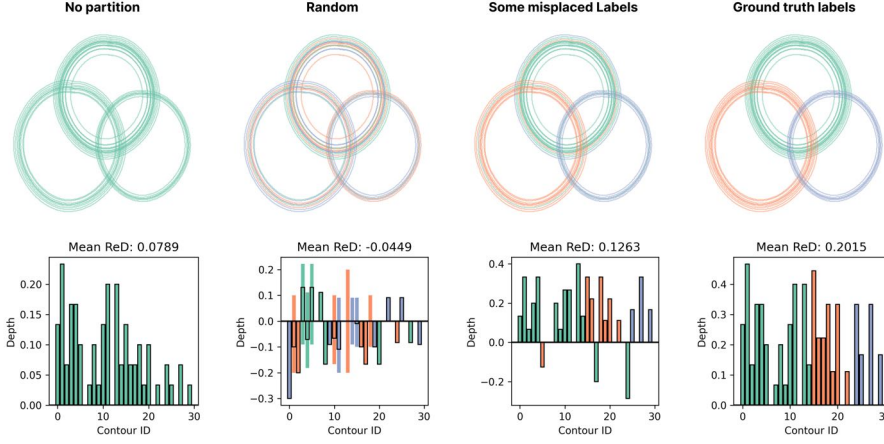 No partition
Random
Some misplaced Labels
Ground truth labels
Mean ReD: 0.0789
Mean ReD: -0.0449
Mean ReD: 0.1263
Mean ReD: 0.2015
Depth
0.20
0.15
0.10
0.05
0.00
0 10 20 30
Contour ID
Depth
0.2
0.1
0.0
−0.1
−0.2
−0.3
0 10 20 30
Contour ID
Depth
0.4
0.2
0.0
−0.2
0 10 20 30
Contour ID
Depth
0.4
0.3
0.2
0.1
0.0
0 10 20 30
Contour ID